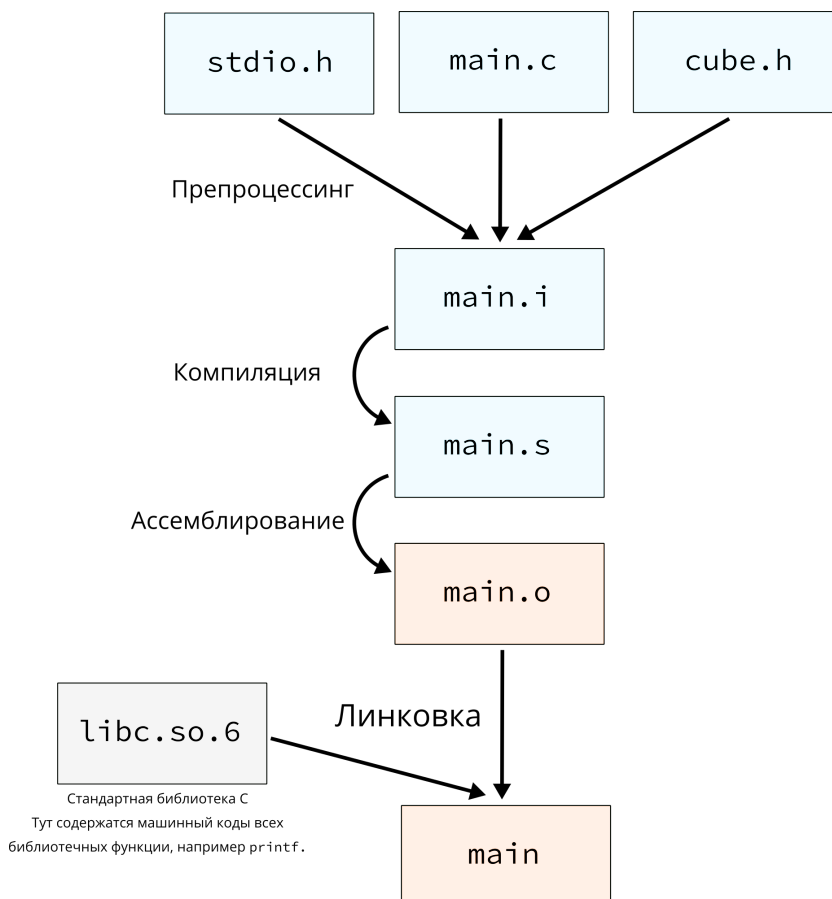 stdio.h
main.c
cube.h
Препроцессинг
main.i
Компиляция
main.s
Ассемблирование
main.o
Линковка
libc.so.6
Стандартная библиотека C
Тут содержатся машинный коды всех
библиотечных функции, например printf.
main